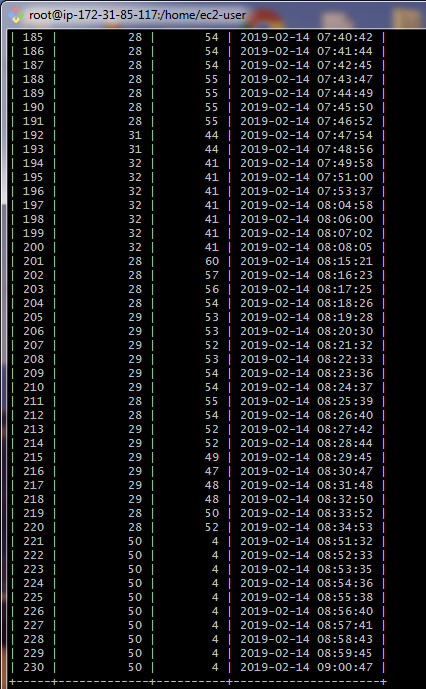 root@ip-172-31-85-117:/home/ec2-user
| 185 | 28 | 54 | 2019-02-14 07:40:42 |
| 186 | 28 | 54 | 2019-02-14 07:41:44 |
| 187 | 28 | 54 | 2019-02-14 07:42:45 |
| 188 | 28 | 55 | 2019-02-14 07:43:47 |
| 189 | 28 | 55 | 2019-02-14 07:44:49 |
| 190 | 28 | 55 | 2019-02-14 07:45:50 |
| 191 | 28 | 55 | 2019-02-14 07:46:52 |
| 192 | 31 | 44 | 2019-02-14 07:47:54 |
| 193 | 31 | 44 | 2019-02-14 07:48:56 |
| 194 | 32 | 41 | 2019-02-14 07:49:58 |
| 195 | 32 | 41 | 2019-02-14 07:51:00 |
| 196 | 32 | 41 | 2019-02-14 07:53:37 |
| 197 | 32 | 41 | 2019-02-14 08:04:58 |
| 198 | 32 | 41 | 2019-02-14 08:06:00 |
| 199 | 32 | 41 | 2019-02-14 08:07:02 |
| 200 | 32 | 41 | 2019-02-14 08:08:05 |
| 201 | 28 | 60 | 2019-02-14 08:15:21 |
| 202 | 28 | 57 | 2019-02-14 08:16:23 |
| 203 | 28 | 56 | 2019-02-14 08:17:25 |
| 204 | 28 | 54 | 2019-02-14 08:18:26 |
| 205 | 29 | 53 | 2019-02-14 08:19:28 |
| 206 | 29 | 53 | 2019-02-14 08:20:30 |
| 207 | 29 | 52 | 2019-02-14 08:21:32 |
| 208 | 29 | 53 | 2019-02-14 08:22:33 |
| 209 | 29 | 54 | 2019-02-14 08:23:36 |
| 210 | 29 | 54 | 2019-02-14 08:24:37 |
| 211 | 28 | 55 | 2019-02-14 08:25:39 |
| 212 | 28 | 54 | 2019-02-14 08:26:40 |
| 213 | 29 | 52 | 2019-02-14 08:27:42 |
| 214 | 29 | 52 | 2019-02-14 08:28:44 |
| 215 | 29 | 49 | 2019-02-14 08:29:45 |
| 216 | 29 | 47 | 2019-02-14 08:30:47 |
| 217 | 29 | 48 | 2019-02-14 08:31:48 |
| 218 | 29 | 48 | 2019-02-14 08:32:50 |
| 219 | 28 | 50 | 2019-02-14 08:33:52 |
| 220 | 28 | 52 | 2019-02-14 08:34:53 |
| 221 | 50 | 4 | 2019-02-14 08:51:32 |
| 222 | 50 | 4 | 2019-02-14 08:52:33 |
| 223 | 50 | 4 | 2019-02-14 08:53:35 |
| 224 | 50 | 4 | 2019-02-14 08:54:36 |
| 225 | 50 | 4 | 2019-02-14 08:55:38 |
| 226 | 50 | 4 | 2019-02-14 08:56:40 |
| 227 | 50 | 4 | 2019-02-14 08:57:41 |
| 228 | 50 | 4 | 2019-02-14 08:58:43 |
| 229 | 50 | 4 | 2019-02-14 08:59:45 |
| 230 | 50 | 4 | 2019-02-14 09:00:47 |
+-----+-------------+----------+---------------------+